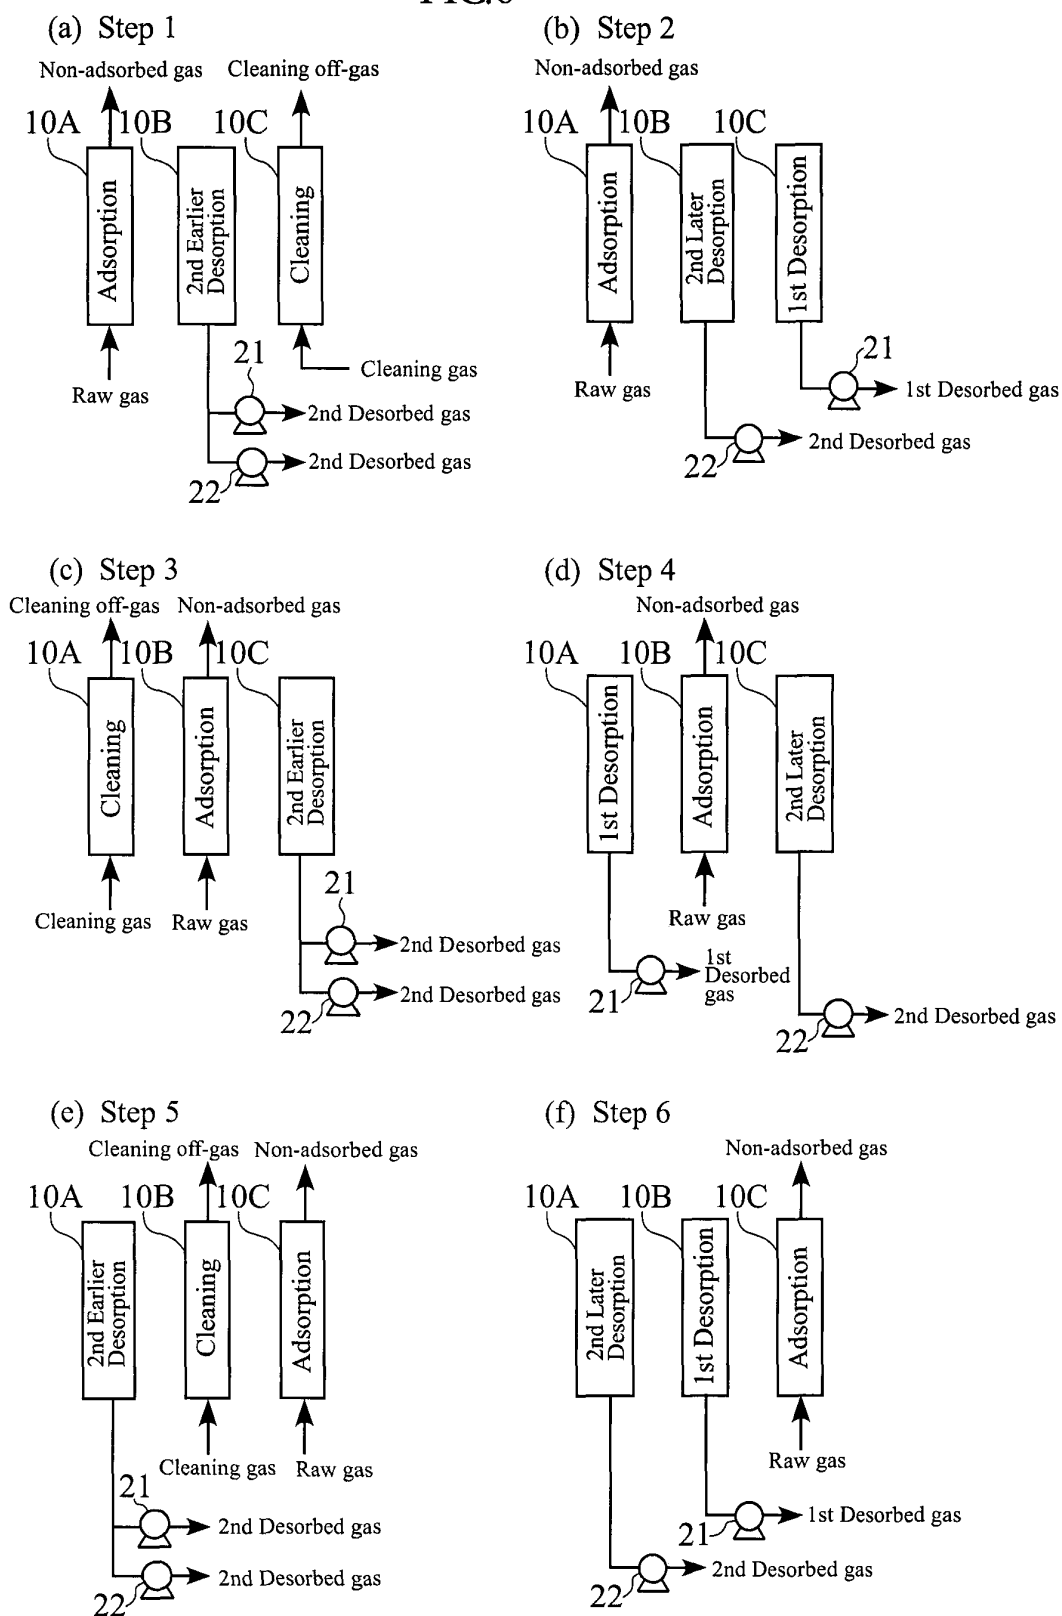 FIG.6
(a) Step 1
Non-adsorbed gas
Cleaning off-gas
10A
10B
10C
Adsorption
2nd Earlier
Desorption
Cleaning
Raw gas
21
Cleaning gas
2nd Desorbed gas
22
2nd Desorbed gas
(b) Step 2
Non-adsorbed gas
10A
10B
10C
Adsorption
2nd Later
Desorption
1st Desorption
Raw gas
21
1st Desorbed gas
22
2nd Desorbed gas
(c) Step 3
Cleaning off-gas
Non-adsorbed gas
10A
10B
10C
Cleaning
Adsorption
2nd Earlier
Desorption
Cleaning gas
Raw gas
21
2nd Desorbed gas
22
2nd Desorbed gas
(d) Step 4
Non-adsorbed gas
10A
10B
10C
1st Desorption
Adsorption
2nd Later
Desorption
Raw gas
21
1st
Desorbed
gas
22
2nd Desorbed gas
(e) Step 5
Cleaning off-gas
Non-adsorbed gas
10A
10B
10C
2nd Earlier
Desorption
Cleaning
Adsorption
Cleaning gas
Raw gas
21
2nd Desorbed gas
22
2nd Desorbed gas
(f) Step 6
Non-adsorbed gas
10A
10B
10C
2nd Later
Desorption
1st Desorption
Adsorption
Raw gas
21
1st Desorbed gas
22
2nd Desorbed gas